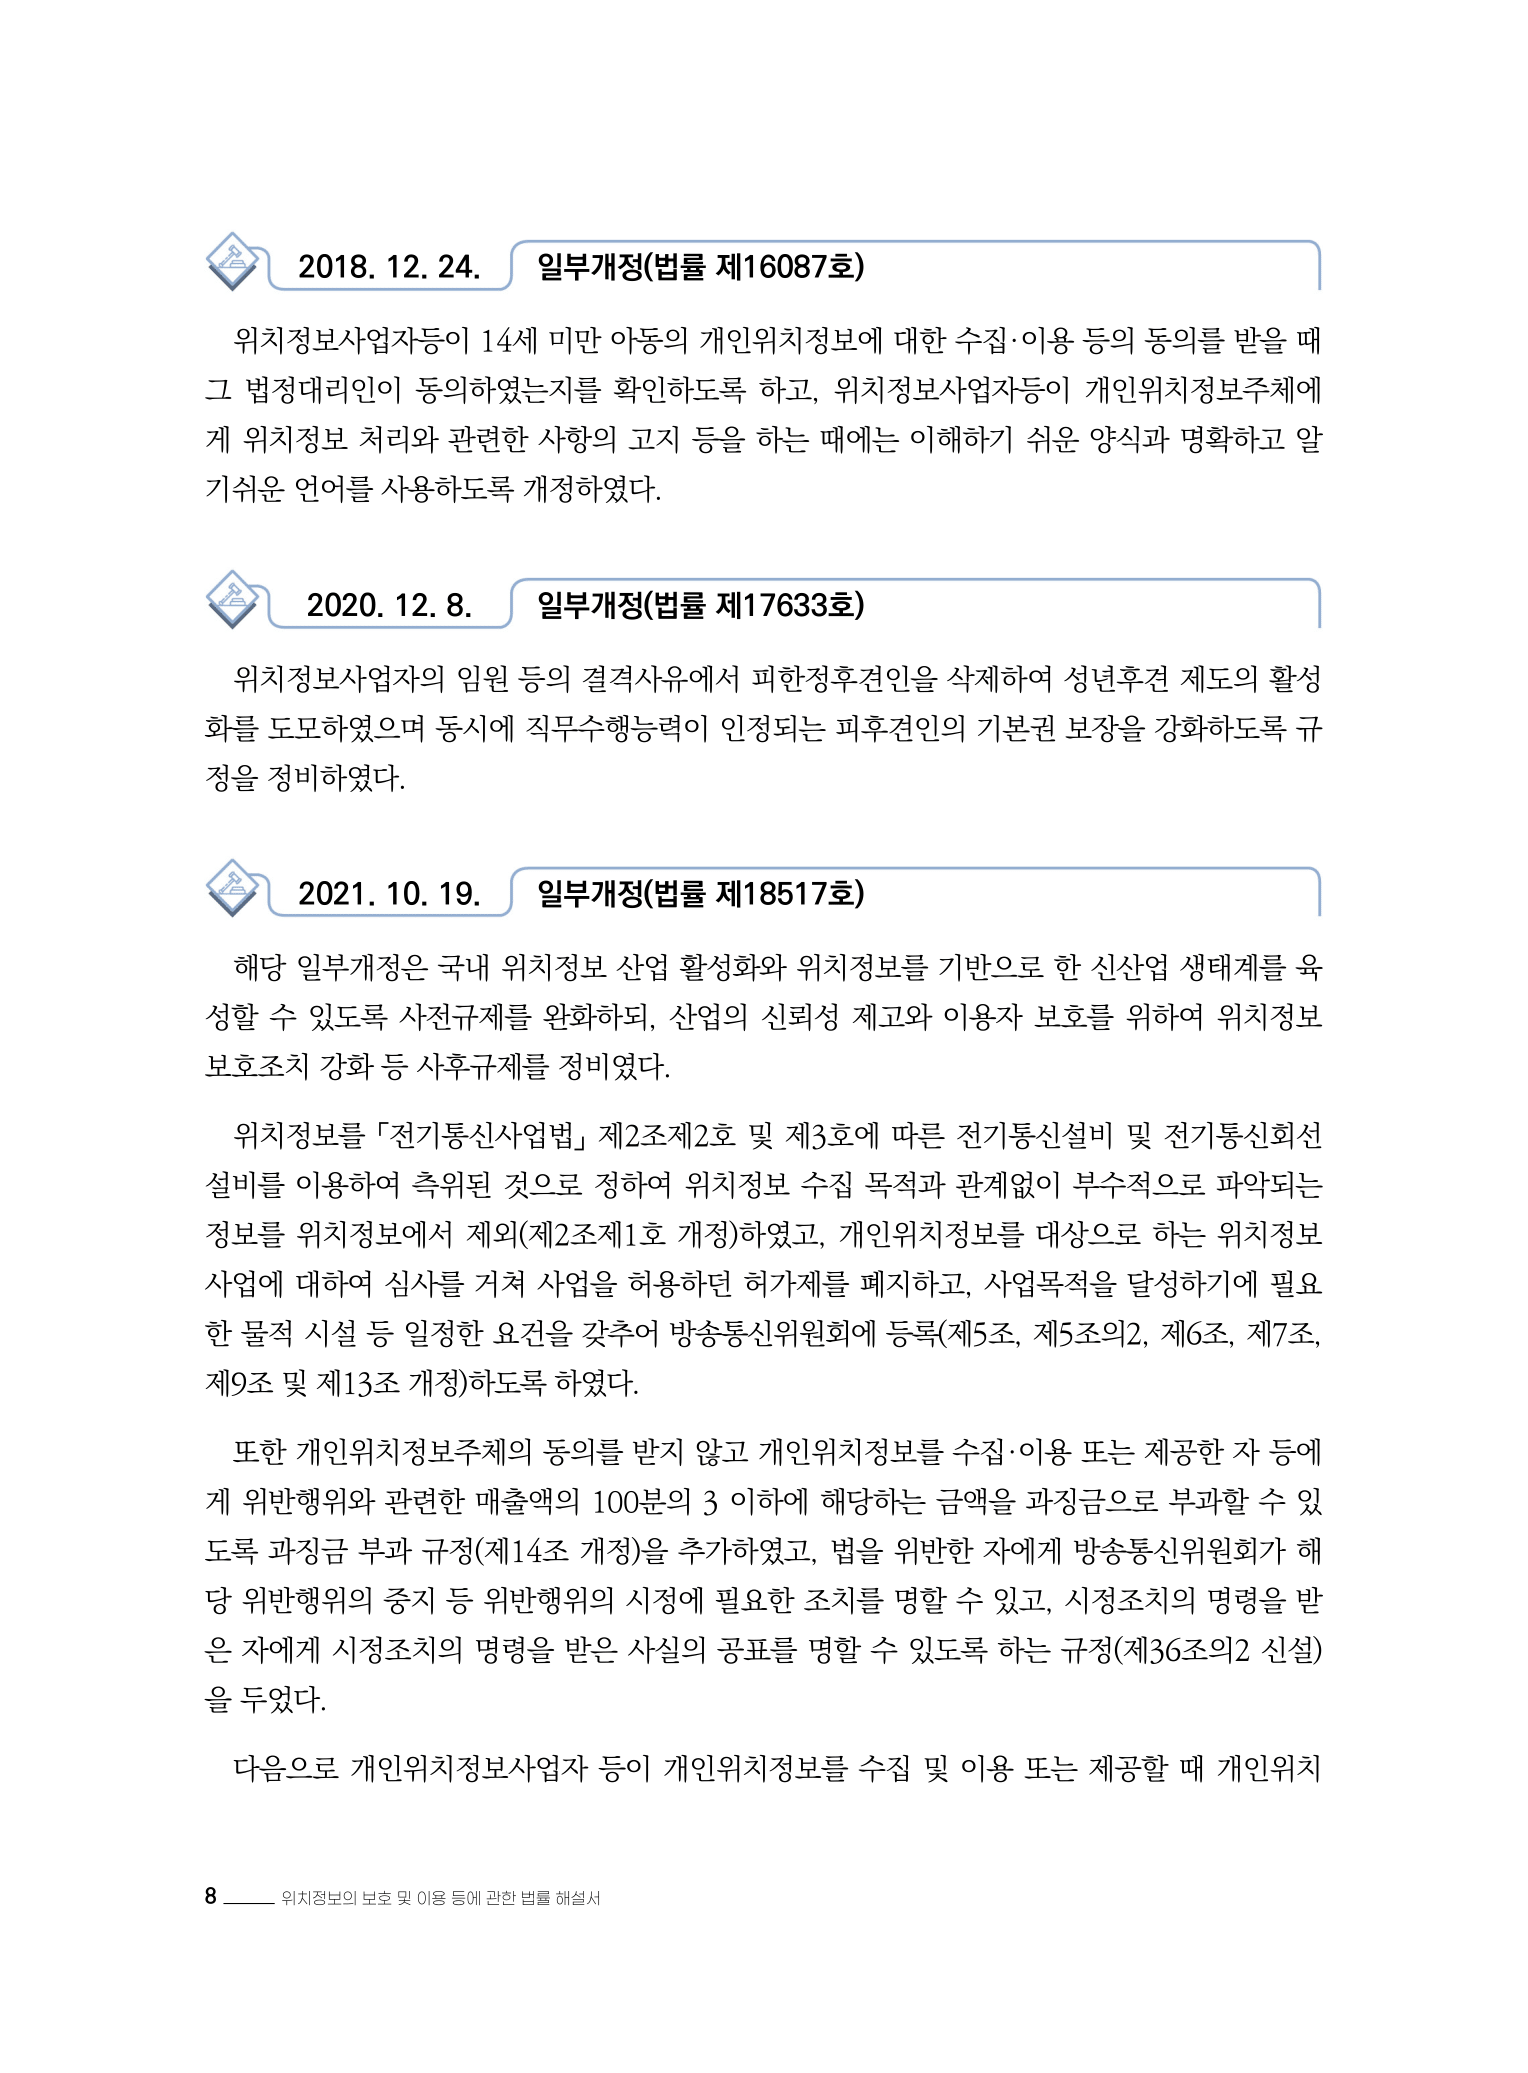 2018. 12. 24. 일부개정(법률 제16087호)
위치정보사업자등이 14세 미만 아동의 개인위치정보에 대한 수집·이용 등의 동의를 받을 때
그 법정대리인이 동의하였는지를 확인하도록 하고, 위치정보사업자등이 개인위치정보주체에
게 위치정보 처리와 관련한 사항의 고지 등을 하는 때에는 이해하기 쉬운 양식과 명확하고 알
기쉬운 언어를 사용하도록 개정하였다.
2020. 12. 8. 일부개정(법률 제17633호)
위치정보사업자의 임원 등의 결격사유에서 피한정후견인을 삭제하여 성년후견 제도의 활성
화를 도모하였으며 동시에 직무수행능력이 인정되는 피후견인의 기본권 보장을 강화하도록 규
정을 정비하였다.
2021. 10. 19. 일부개정(법률 제18517호)
해당 일부개정은 국내 위치정보 산업 활성화와 위치정보를 기반으로 한 신산업 생태계를 육
성할 수 있도록 사전규제를 완화하되, 산업의 신뢰성 제고와 이용자 보호를 위하여 위치정보
보호조치 강화 등 사후규제를 정비였다.
위치정보를 「전기통신사업법」 제2조제2호 및 제3호에 따른 전기통신설비 및 전기통신회선
설비를 이용하여 측위된 것으로 정하여 위치정보 수집 목적과 관계없이 부수적으로 파악되는
정보를 위치정보에서 제외(제2조제1호 개정)하였고, 개인위치정보를 대상으로 하는 위치정보
사업에 대하여 심사를 거쳐 사업을 허용하던 허가제를 폐지하고, 사업목적을 달성하기에 필요
한 물적 시설 등 일정한 요건을 갖추어 방송통신위원회에 등록(제5조, 제5조의2, 제6조, 제7조,
제9조 및 제13조 개정)하도록 하였다.
또한 개인위치정보주체의 동의를 받지 않고 개인위치정보를 수집·이용 또는 제공한 자 등에
게 위반행위와 관련한 매출액의 100분의 3 이하에 해당하는 금액을 과징금으로 부과할 수 있
도록 과징금 부과 규정(제14조 개정)을 추가하였고, 법을 위반한 자에게 방송통신위원회가 해
당 위반행위의 중지 등 위반행위의 시정에 필요한 조치를 명할 수 있고, 시정조치의 명령을 받
은 자에게 시정조치의 명령을 받은 사실의 공표를 명할 수 있도록 하는 규정(제36조의2 신설)
을 두었다.
다음으로 개인위치정보사업자 등이 개인위치정보를 수집 및 이용 또는 제공할 때 개인위치
8 위치정보의 보호 및 이용 등에 관한 법률 해설서